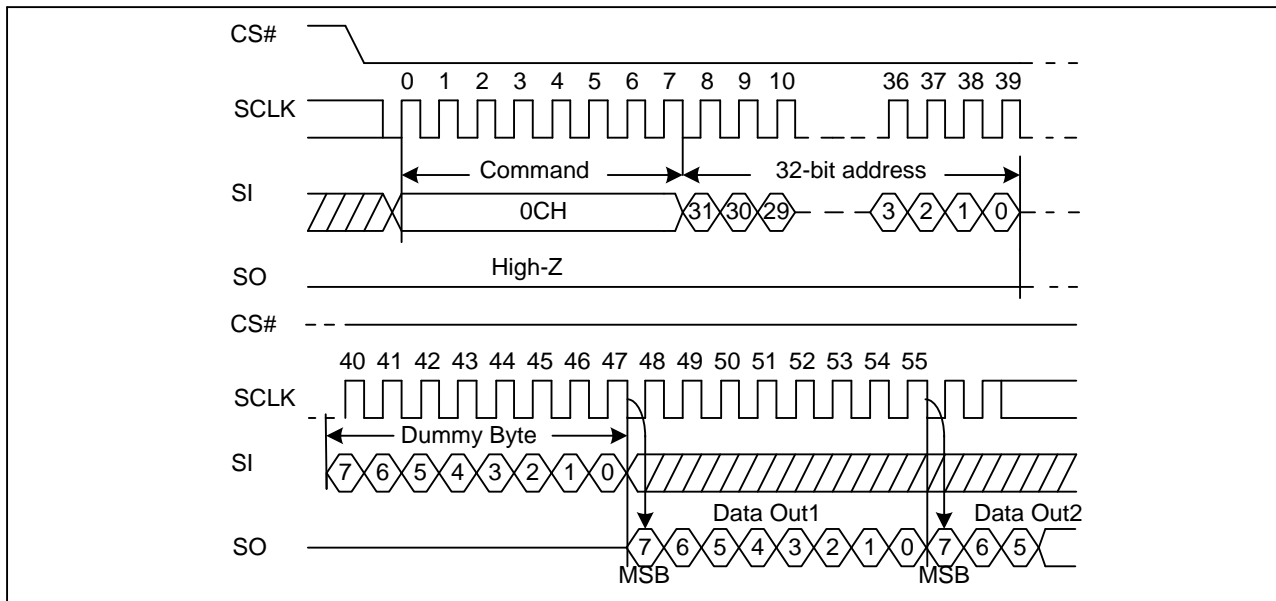 CS#
0 1 2 3 4 5 6 7 8 9 10 36 37 38 39
SCLK
Command 32-bit address
SI
0CH 31 30 29 3 2 1 0
High-Z
SO
CS#
40 41 42 43 44 45 46 47 48 49 50 51 52 53 54 55
SCLK
Dummy Byte
SI
7 6 5 4 3 2 1 0
Data Out1 Data Out2
SO
7 6 5 4 3 2 1 0 7 6 5
MSB MSB